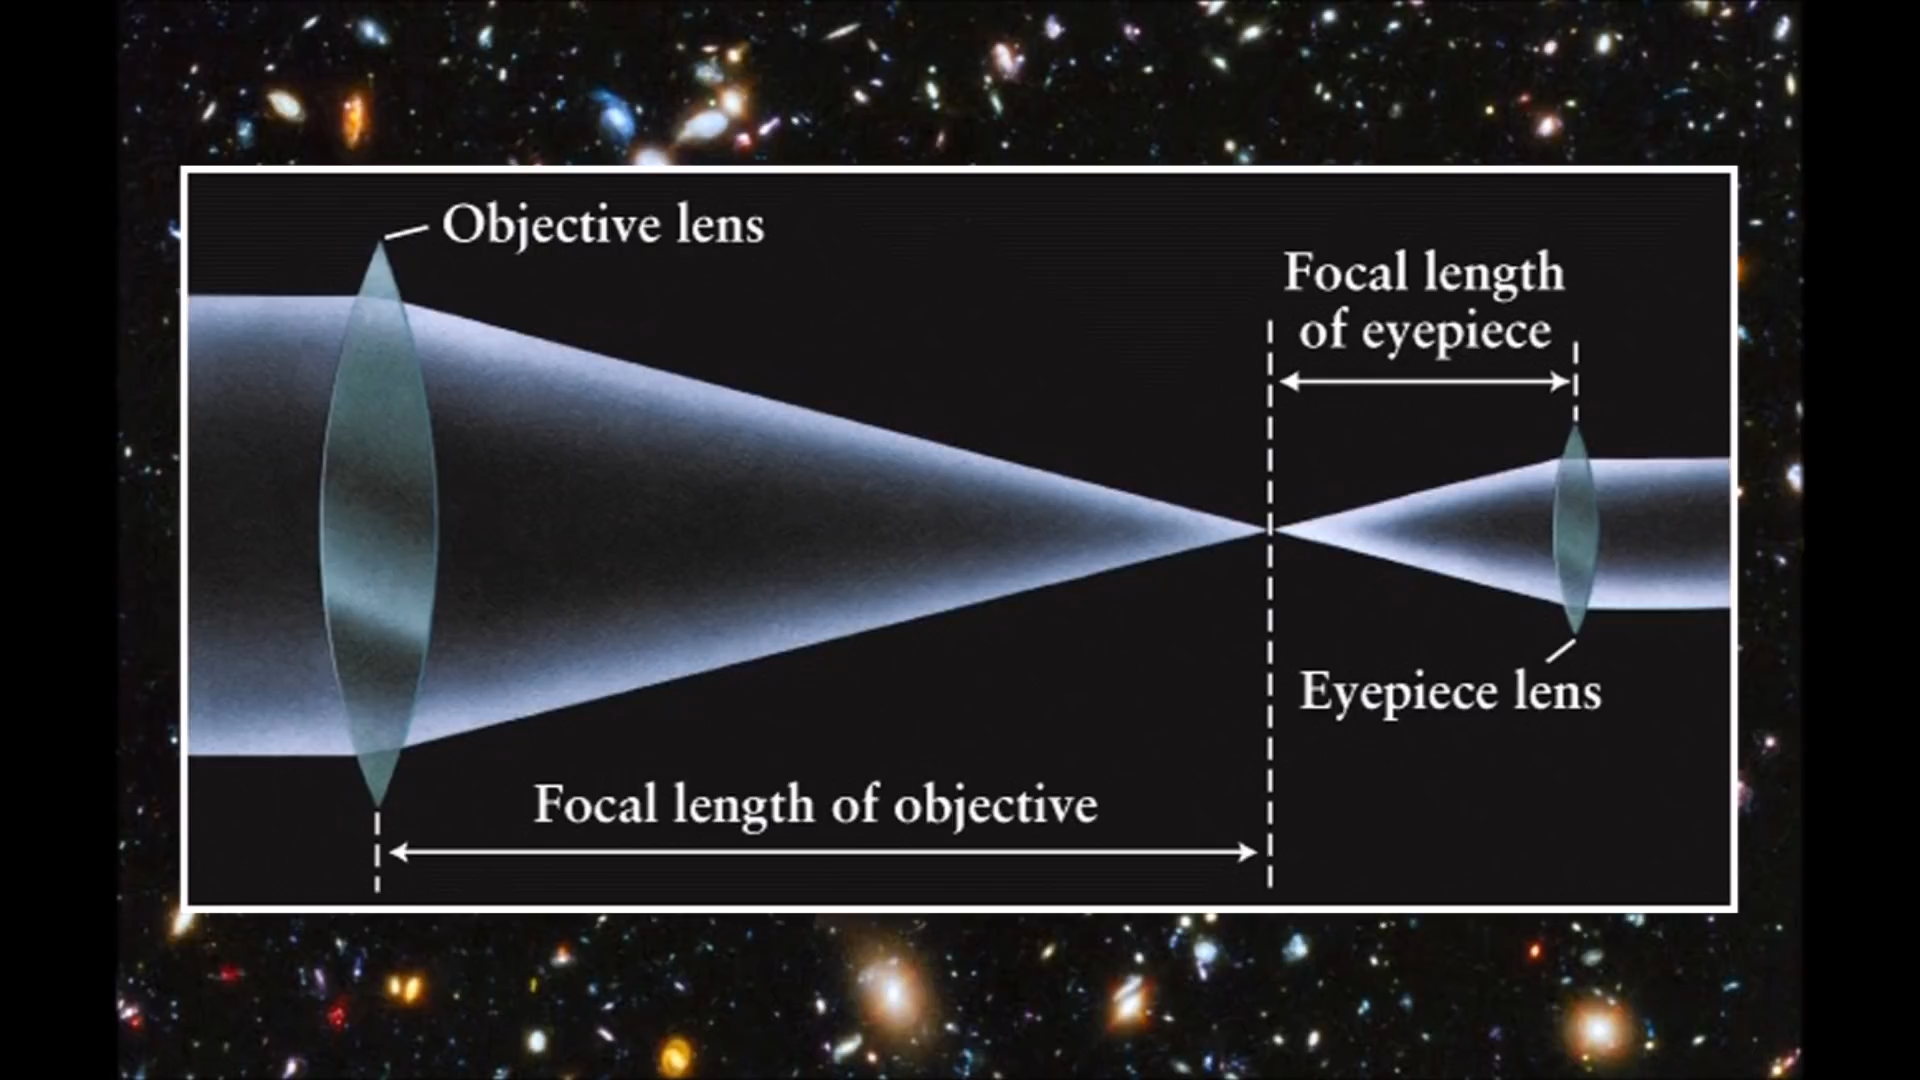 Objective lens
Focal length
of eyepiece
Eyepiece lens
Focal length of objective